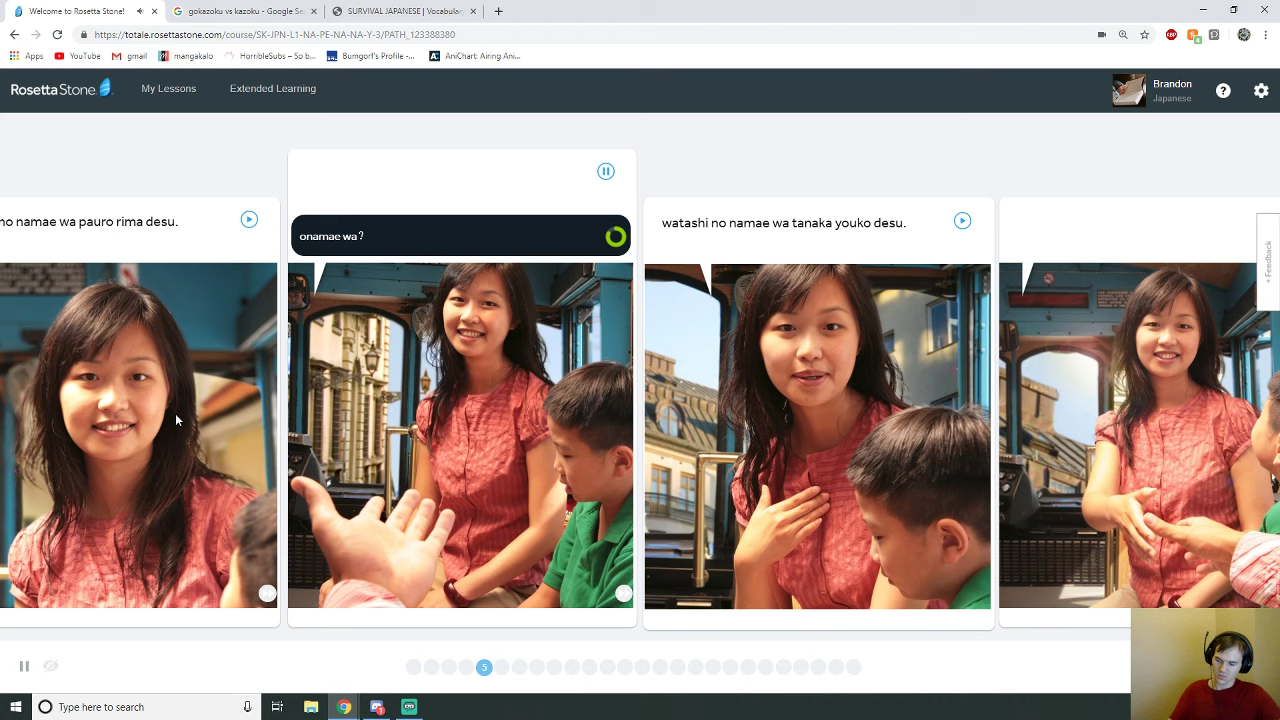 Welcome to Rosetta Stone!
gokazoku vs kazoku - Google Se
SURVIVAL JAPANESE | Vocabular
https://totale.rosettastone.com/course/SK-JPN-L1-NA-PE-NA-NA-Y-3/PATH_123388380
Apps
YouTube
gmail
mangakalo
HorribleSubs – So b...
Bumgorf's Profile -...
AniChart: Airing Ani...
RosettaStone
My Lessons
Extended Learning
Brandon
Japanese
no namae wa pauro rima desu.
onamae wa?
watashi no namae wa tanaka youko desu.
+ Feedback
5
Type here to search